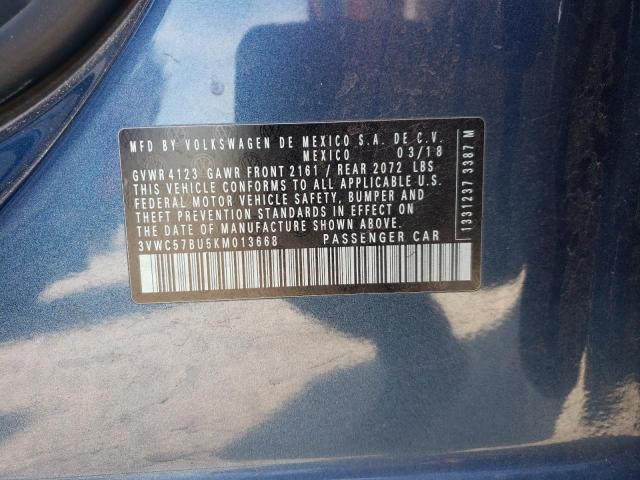 MFD BY VOLKSWAGEN DE MEXICO S.A. DE C.V.
MEXICO 03/18
GVWR 4123 GAWR FRONT 2161 / REAR 2072 LBS
THIS VEHICLE CONFORMS TO ALL APPLICABLE U.S.
FEDERAL MOTOR VEHICLE SAFETY, BUMPER AND
THEFT PREVENTION STANDARDS IN EFFECT ON
THE DATE OF MANUFACTURE SHOWN ABOVE.
3VWC57BU5KM013668 PASSENGER CAR
1331237 3387 M